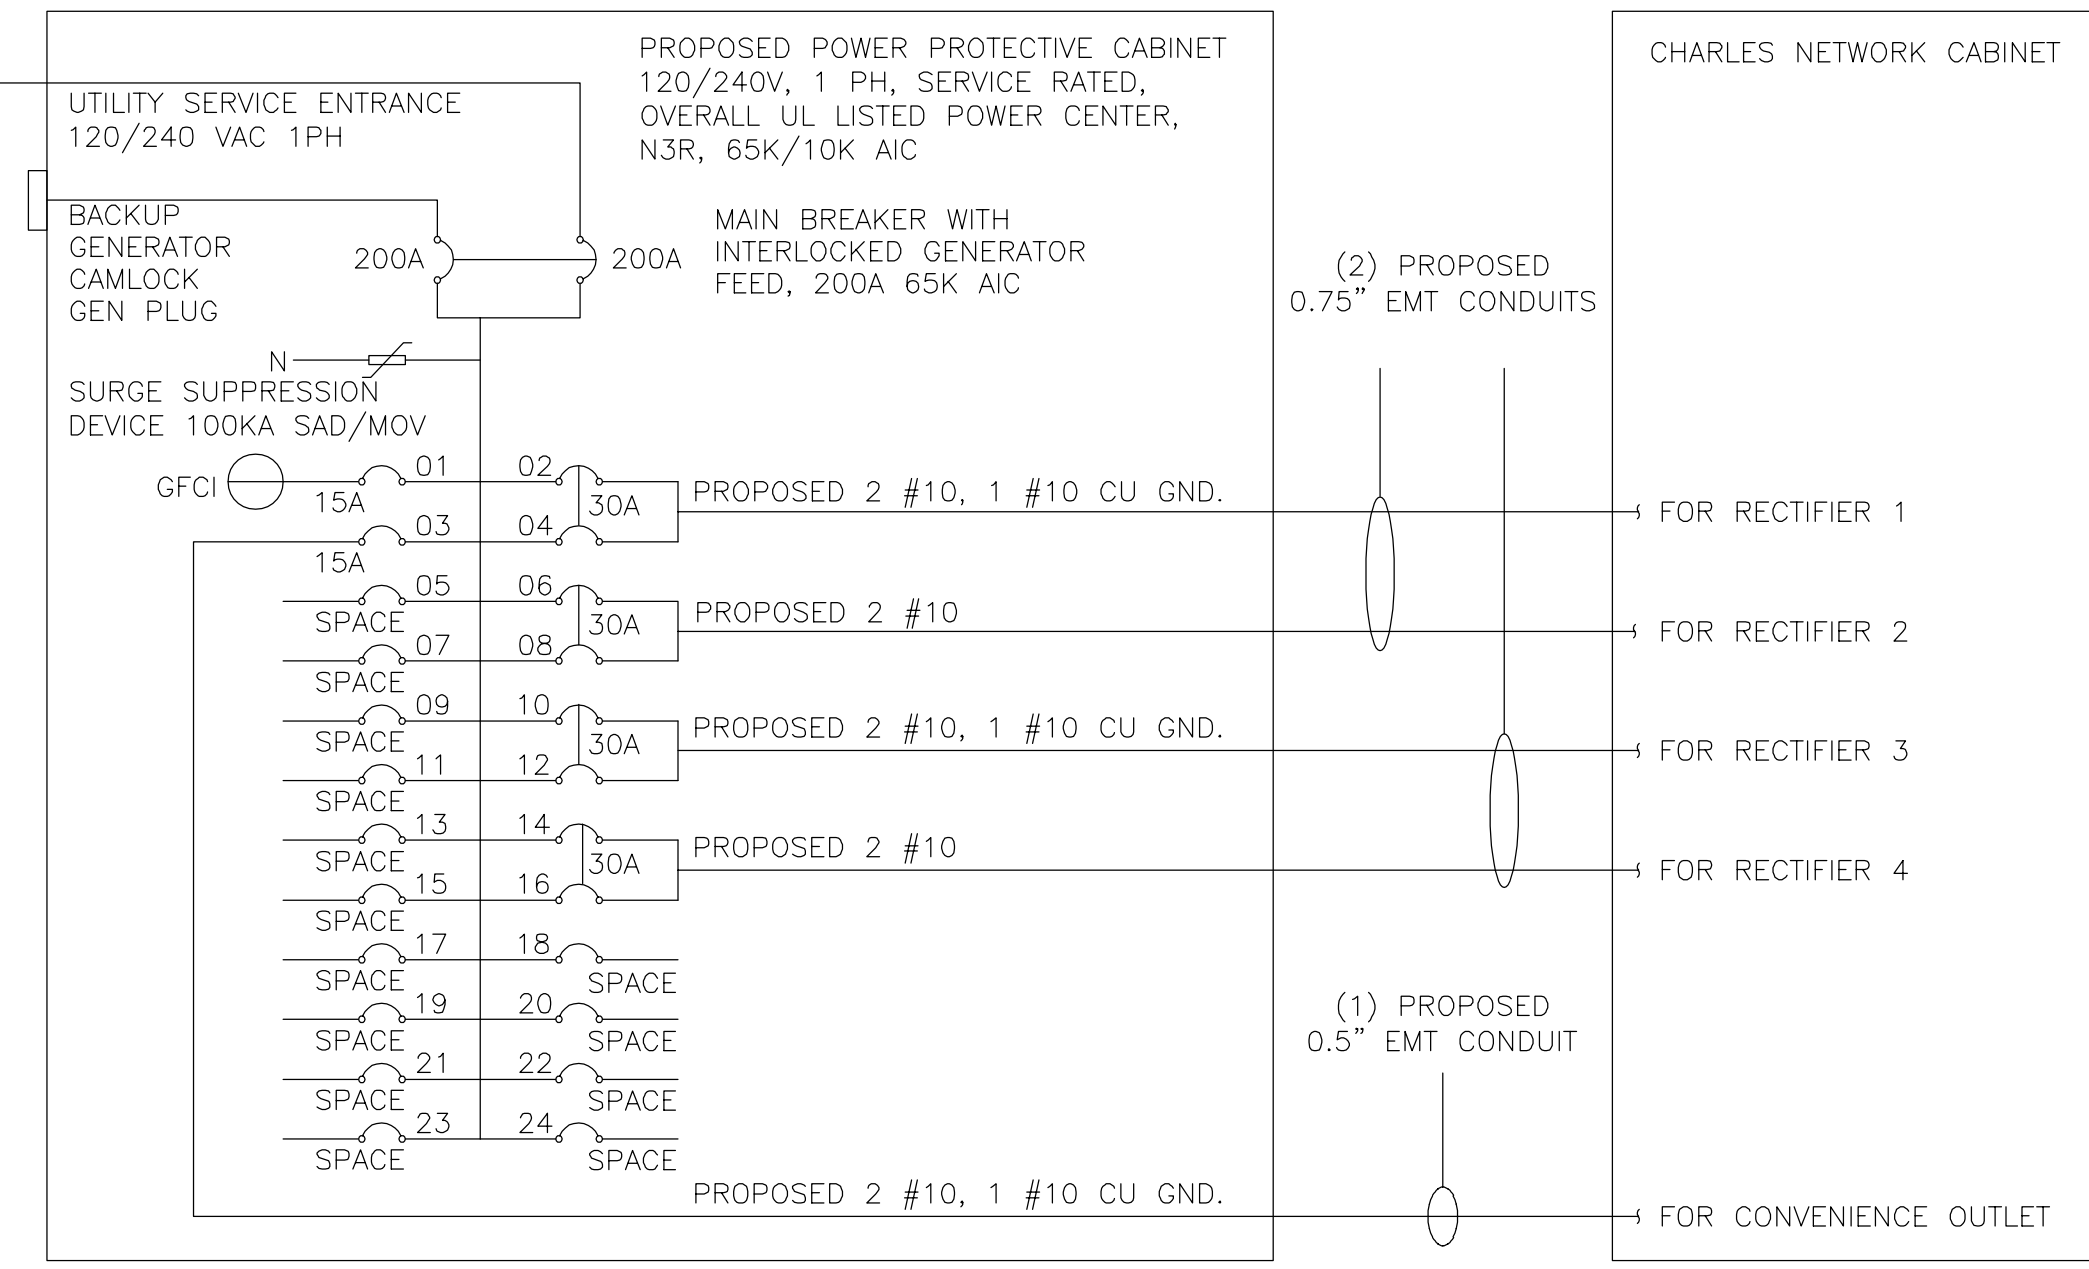 PROPOSED POWER PROTECTIVE CABINET
120/240V, 1 PH, SERVICE RATED,
OVERALL UL LISTED POWER CENTER,
N3R, 65K/10K AIC
CHARLES NETWORK CABINET
UTILITY SERVICE ENTRANCE
120/240 VAC 1PH
BACKUP
GENERATOR
CAMLOCK
GEN PLUG
200A
200A
MAIN BREAKER WITH
INTERLOCKED GENERATOR
FEED, 200A 65K AIC
(2) PROPOSED
0.75” EMT CONDUITS
N
SURGE SUPPRESSION
DEVICE 100KA SAD/MOV
GFCI
15A
01
02
30A
PROPOSED 2 #10, 1 #10 CU GND.
FOR RECTIFIER 1
15A
03
04
SPACE
05
06
30A
PROPOSED 2 #10
FOR RECTIFIER 2
SPACE
07
08
SPACE
09
10
30A
PROPOSED 2 #10, 1 #10 CU GND.
FOR RECTIFIER 3
SPACE
11
12
SPACE
13
14
30A
PROPOSED 2 #10
FOR RECTIFIER 4
SPACE
15
16
SPACE
17
18
SPACE
SPACE
19
20
SPACE
SPACE
21
22
SPACE
SPACE
23
24
SPACE
(1) PROPOSED
0.5” EMT CONDUIT
PROPOSED 2 #10, 1 #10 CU GND.
FOR CONVENIENCE OUTLET